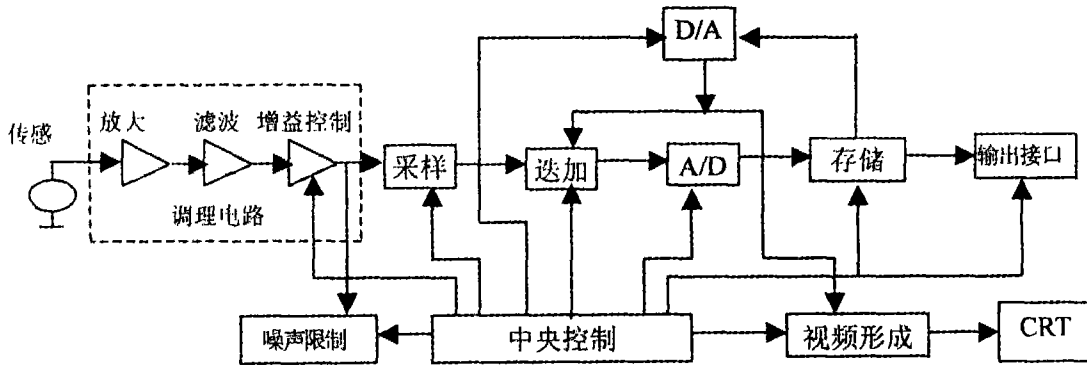 D/A
传感
放大
滤波
增益控制
采样
迭加
A/D
存储
输出接口
调理电路
噪声限制
中央控制
视频形成
CRT